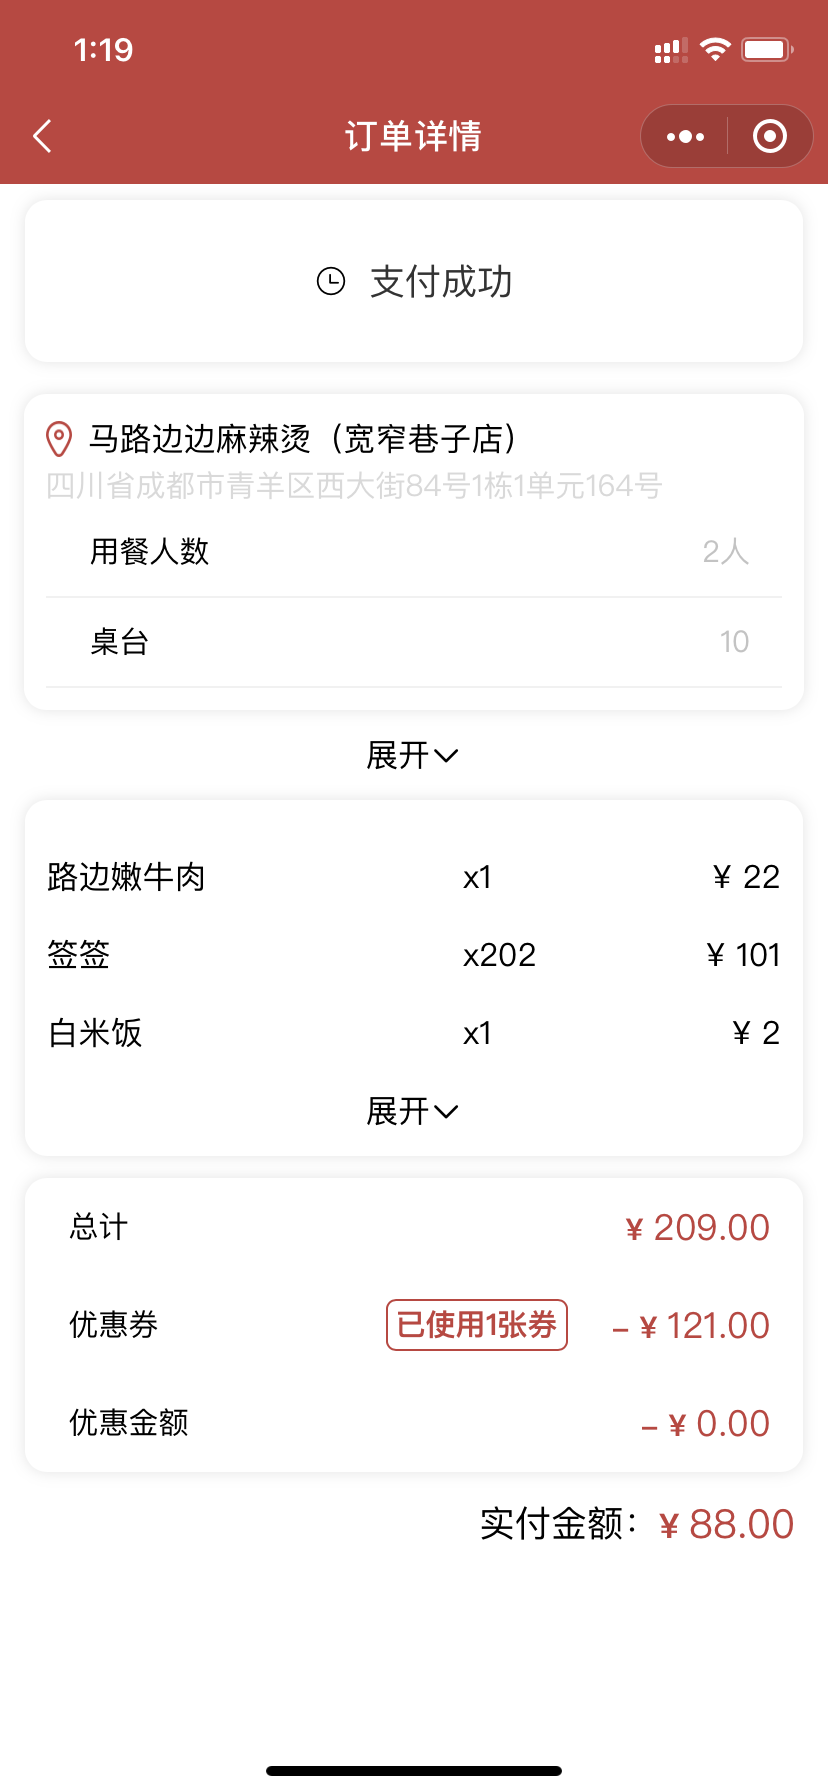 1:19
订单详情
支付成功
马路边边麻辣烫（宽窄巷子店）
四川省成都市青羊区西大街84号1栋1单元164号
用餐人数 2人
桌台 10
展开
路边嫩牛肉 x1 ¥ 22
签签 x202 ¥ 101
白米饭 x1 ¥ 2
展开
总计 ¥ 209.00
优惠券 已使用1张券 - ¥ 121.00
优惠金额 - ¥ 0.00
实付金额：¥ 88.00